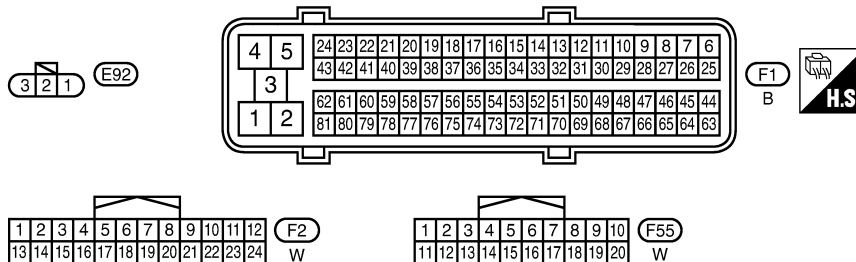 4 5 24 23 22 21 20 19 18 17 16 15 14 13 12 11 10 9 8 7 6
43 42 41 40 39 38 37 36 35 34 33 32 31 30 29 28 27 26 25
3 2 1 E92
3
F1
B
H.S
1 2 62 61 60 59 58 57 56 55 54 53 52 51 50 49 48 47 46 45 44
81 80 79 78 77 76 75 74 73 72 71 70 69 68 67 66 65 64 63
1 2 3 4 5 6 7 8 9 10 11 12 F2
13 14 15 16 17 18 19 20 21 22 23 24 W
1 2 3 4 5 6 7 8 9 10 F55
11 12 13 14 15 16 17 18 19 20 W